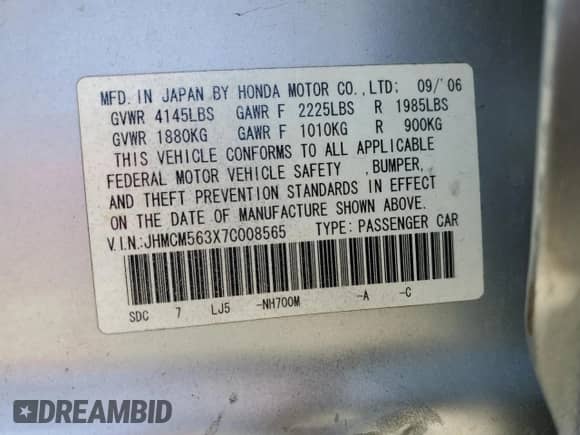 MFD. IN JAPAN BY HONDA MOTOR CO.,LTD: 09/'06
GVWR 4145LBS GAWR F 2225LBS R 1985LBS
GVWR 1880KG GAWR F 1010KG R 900KG
THIS VEHICLE CONFORMS TO ALL APPLICABLE
FEDERAL MOTOR VEHICLE SAFETY ,BUMPER,
AND THEFT PREVENTION STANDARDS IN EFFECT
ON THE DATE OF MANUFACTURE SHOWN ABOVE.
V.I.N.:JHMCM563X7C008565 TYPE: PASSENGER CAR
SDC 7 LJ5 -NH700M -A -C
DREAMBID